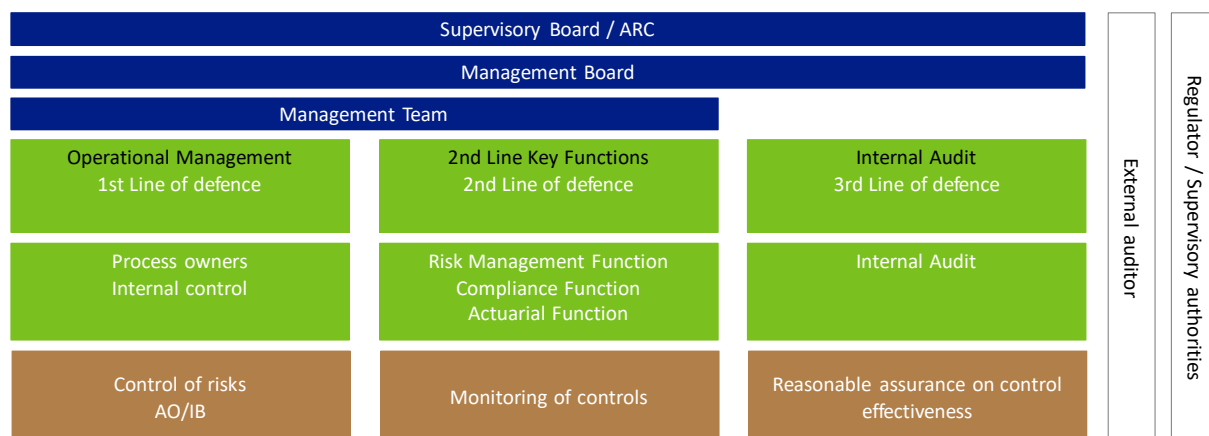 Supervisory Board / ARC
Management Board
Management Team
Operational Management
1st Line of defence
2nd Line Key Functions
2nd Line of defence
Internal Audit
3rd Line of defence
Process owners
Internal control
Risk Management Function
Compliance Function
Actuarial Function
Internal Audit
Control of risks
AO/IB
Monitoring of controls
Reasonable assurance on control
effectiveness
External auditor
Regulator / Supervisory authorities